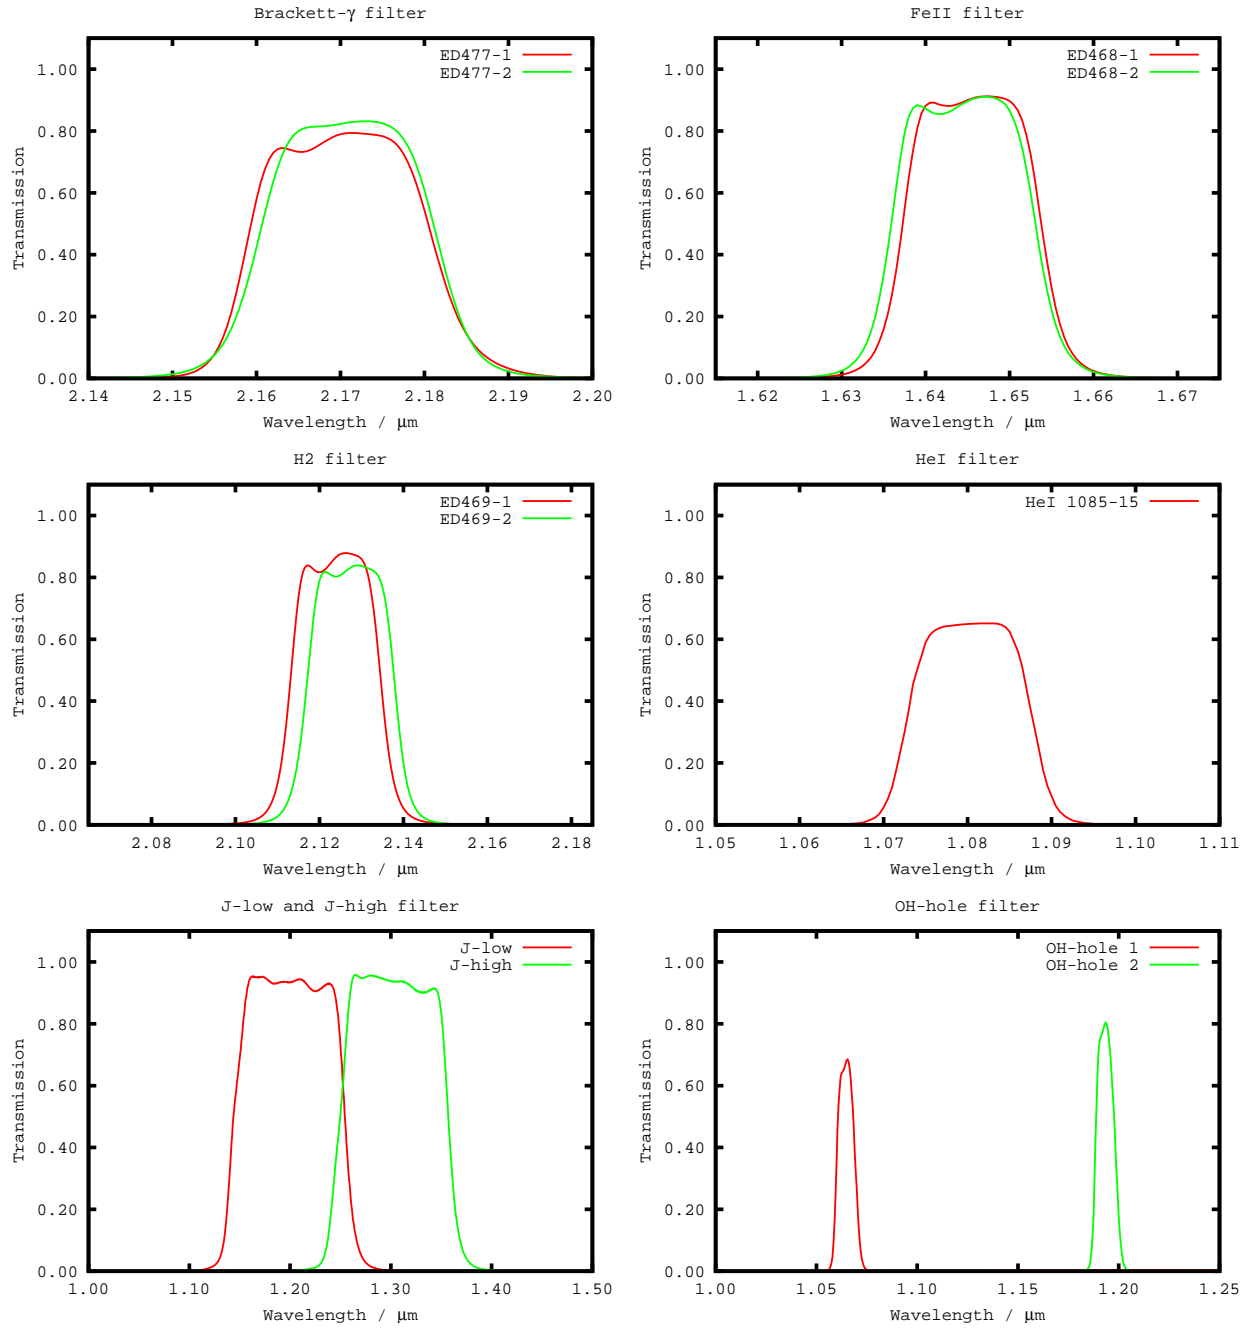 Brackett-γ filter
ED477-1
ED477-2
1.00
0.80
0.60
0.40
0.20
0.00
Transmission
2.14 2.15 2.16 2.17 2.18 2.19 2.20
Wavelength / μm
FeII filter
ED468-1
ED468-2
1.00
0.80
0.60
0.40
0.20
0.00
Transmission
1.62 1.63 1.64 1.65 1.66 1.67
Wavelength / μm
H2 filter
ED469-1
ED469-2
1.00
0.80
0.60
0.40
0.20
0.00
Transmission
2.08 2.10 2.12 2.14 2.16 2.18
Wavelength / μm
HeI filter
HeI 1085-15
1.00
0.80
0.60
0.40
0.20
0.00
Transmission
1.05 1.06 1.07 1.08 1.09 1.10 1.11
Wavelength / μm
J-low and J-high filter
J-low
J-high
1.00
0.80
0.60
0.40
0.20
0.00
Transmission
1.00 1.10 1.20 1.30 1.40 1.50
Wavelength / μm
OH-hole filter
OH-hole 1
OH-hole 2
1.00
0.80
0.60
0.40
0.20
0.00
Transmission
1.00 1.05 1.10 1.15 1.20 1.25
Wavelength / μm